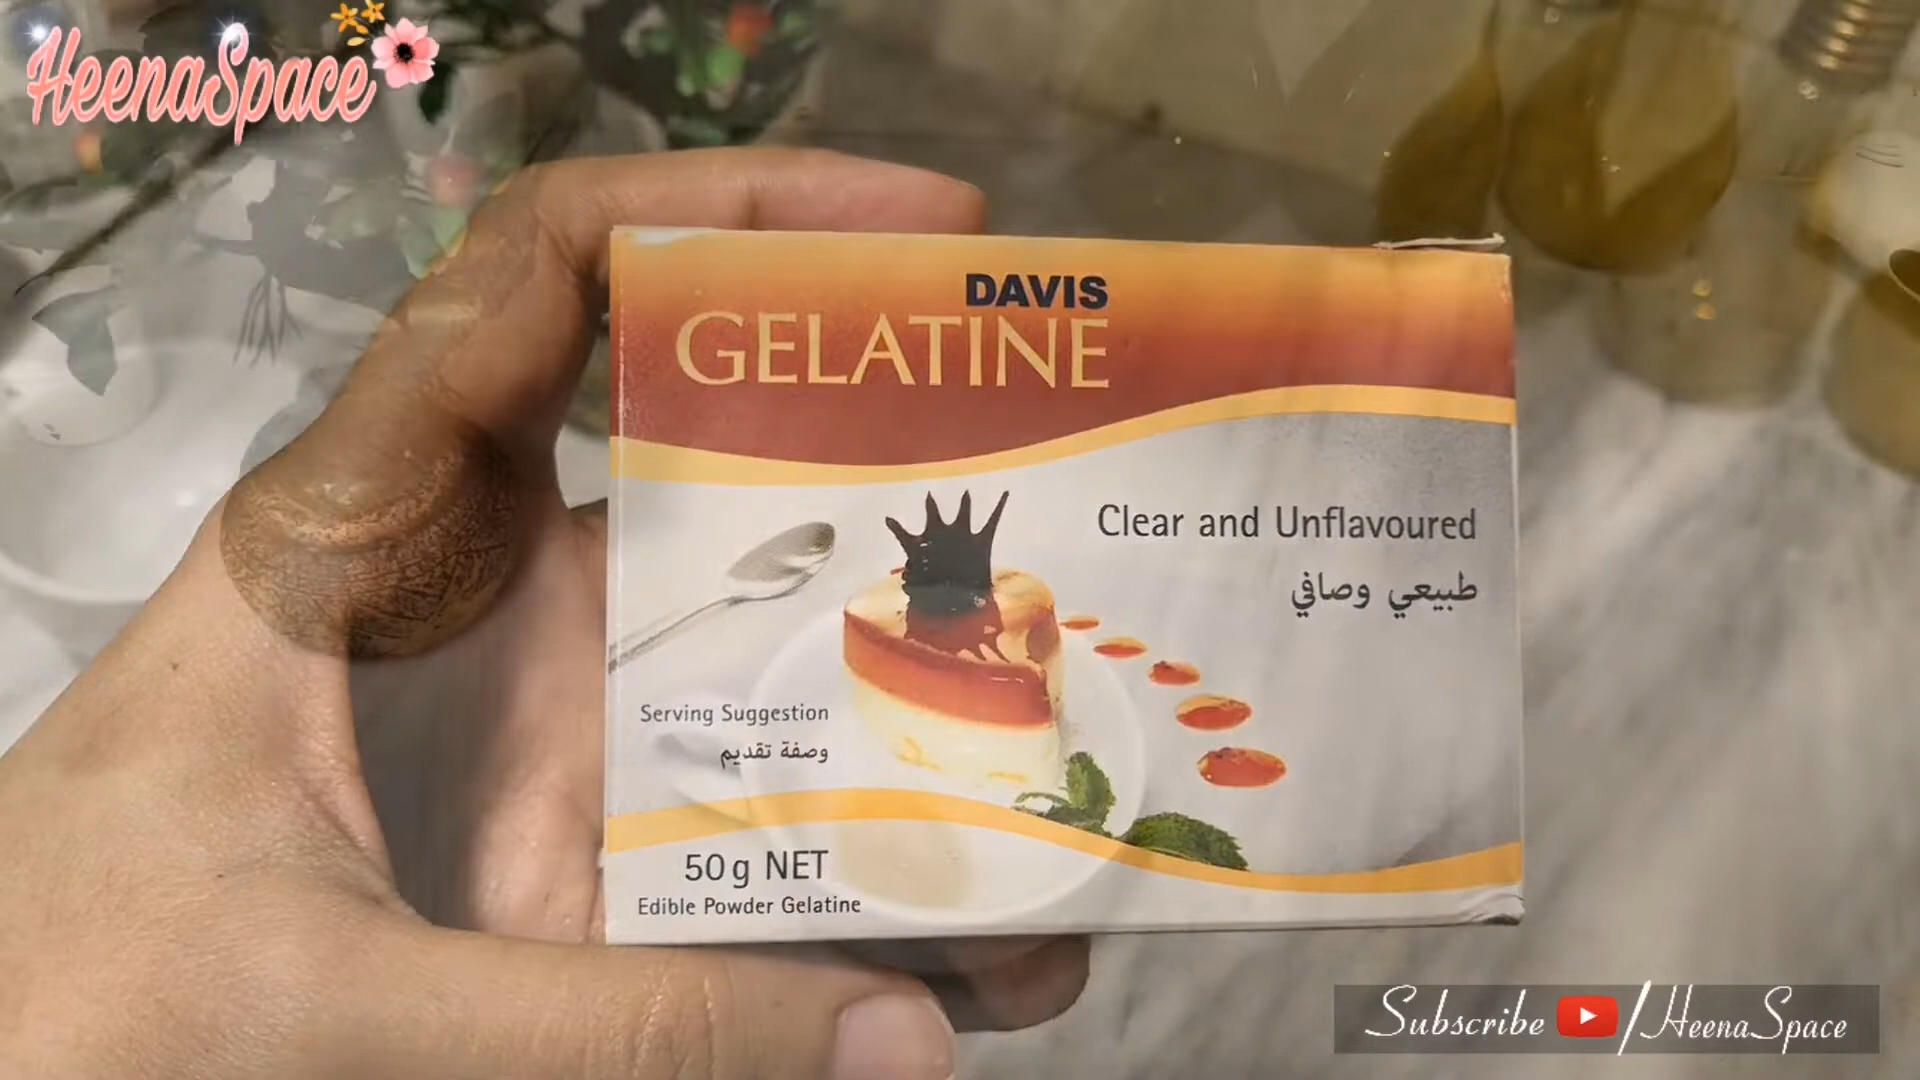 HeenaSpace
DAVIS
GELATINE
Clear and Unflavoured
طبيعي وصافي
Serving Suggestion
وصفة تقديم
50g NET
Edible Powder Gelatine
Subscribe /HeenaSpace